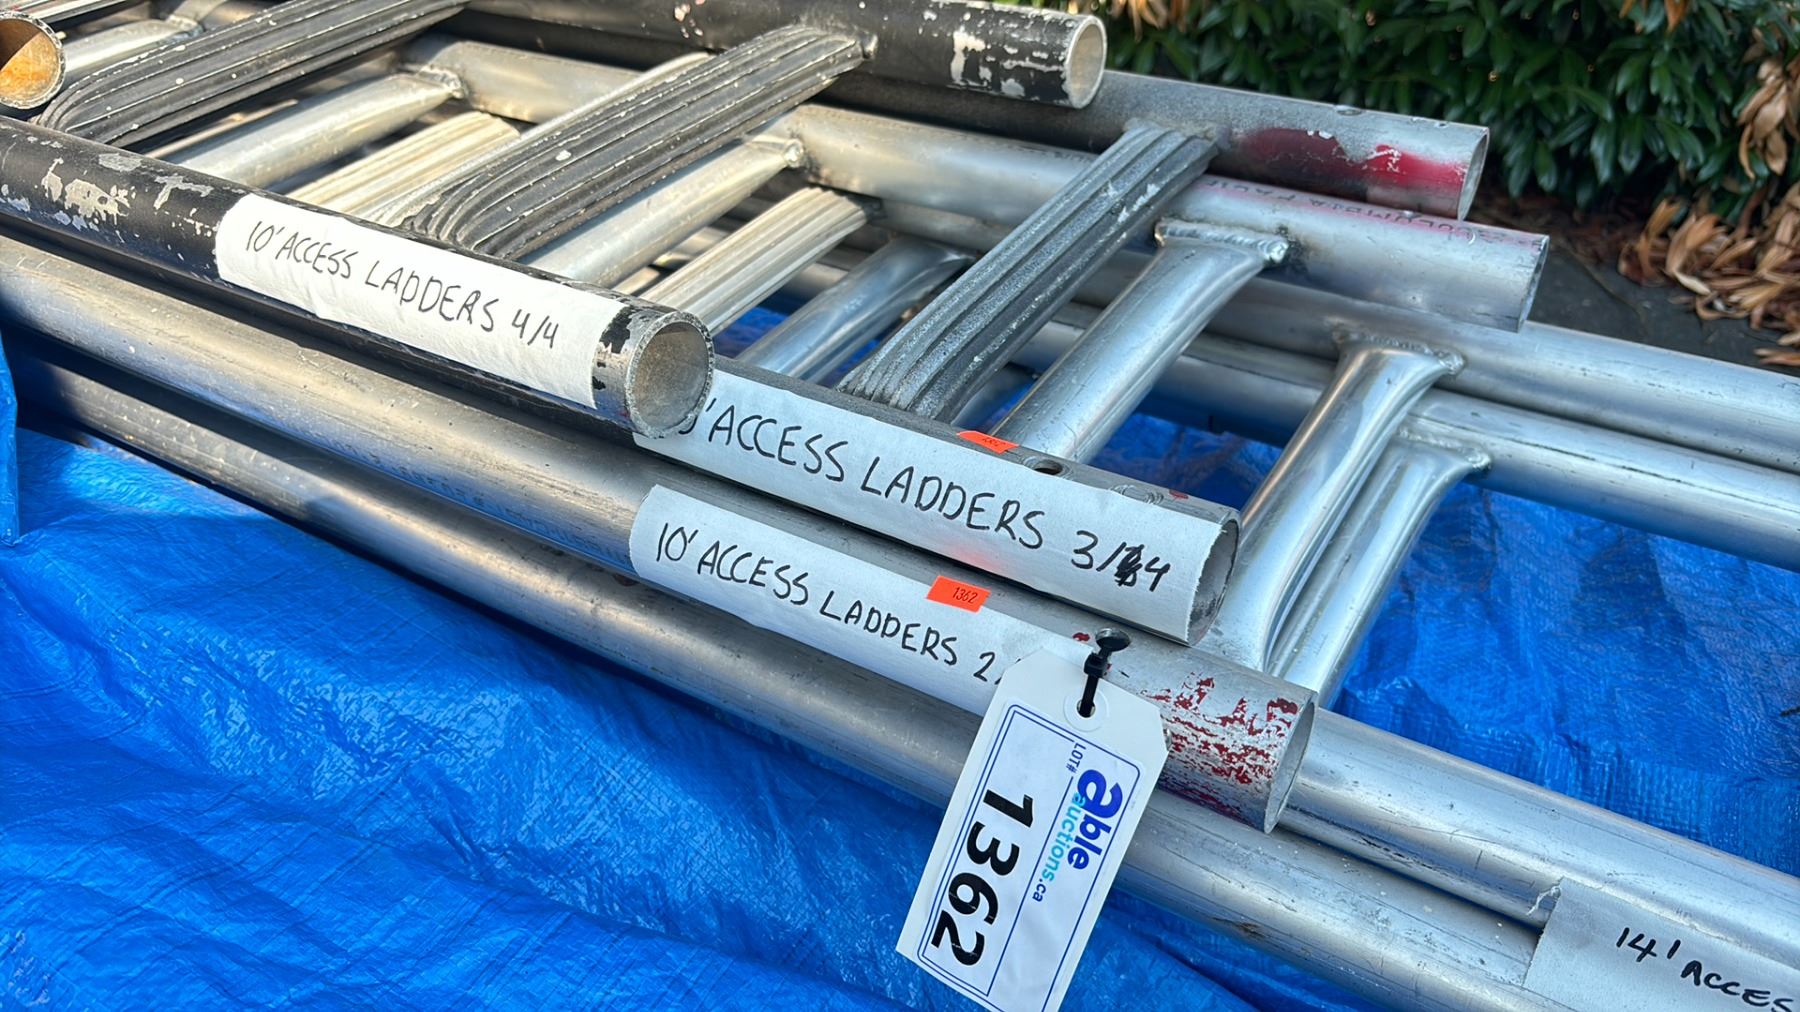 10' ACCESS LADDERS 4/4
' ACCESS LADDERS 3/4
1362
10' ACCESS LADDERS 2
1362
LOT#
able
auctions.ca
1362
14' ACCES